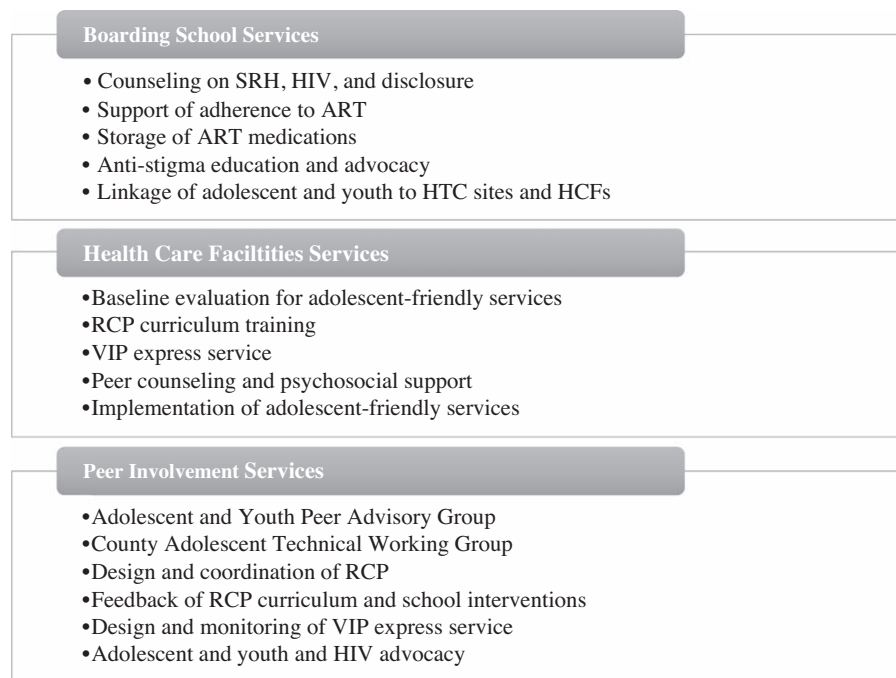 Boarding School Services
• Counseling on SRH, HIV, and disclosure
• Support of adherence to ART
• Storage of ART medications
• Anti-stigma education and advocacy
• Linkage of adolescent and youth to HTC sites and HCFs
Health Care Faciltities Services
•Baseline evaluation for adolescent-friendly services
•RCP curriculum training
•VIP express service
•Peer counseling and psychosocial support
•Implementation of adolescent-friendly services
Peer Involvement Services
•Adolescent and Youth Peer Advisory Group
•County Adolescent Technical Working Group
•Design and coordination of RCP
•Feedback of RCP curriculum and school interventions
•Design and monitoring of VIP express service
•Adolescent and youth and HIV advocacy